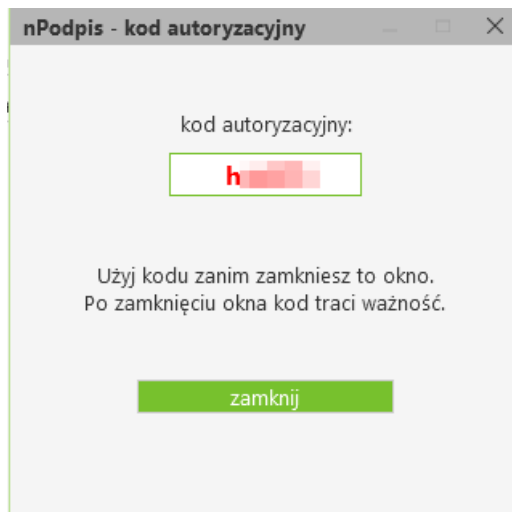 nPodpis - kod autoryzacyjny
kod autoryzacyjny:
Użyj kodu zanim zamkniesz to okno.
Po zamknięciu okna kod traci ważność.
zamknij